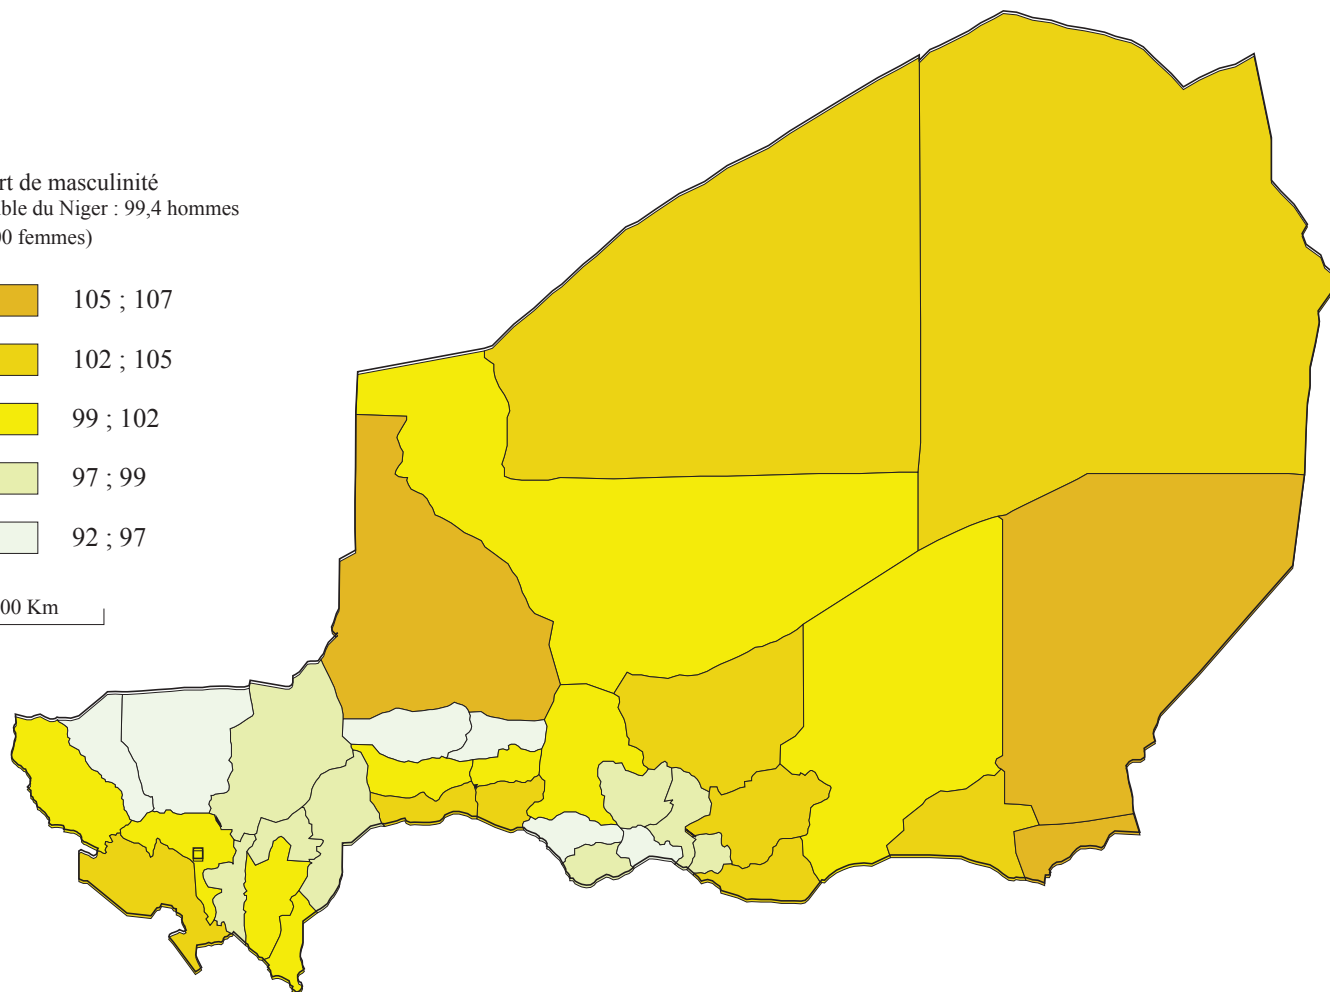 rt de masculinité
ble du Niger : 99,4 hommes
00 femmes)
105 ; 107
102 ; 105
99 ; 102
97 ; 99
92 ; 97
00 Km